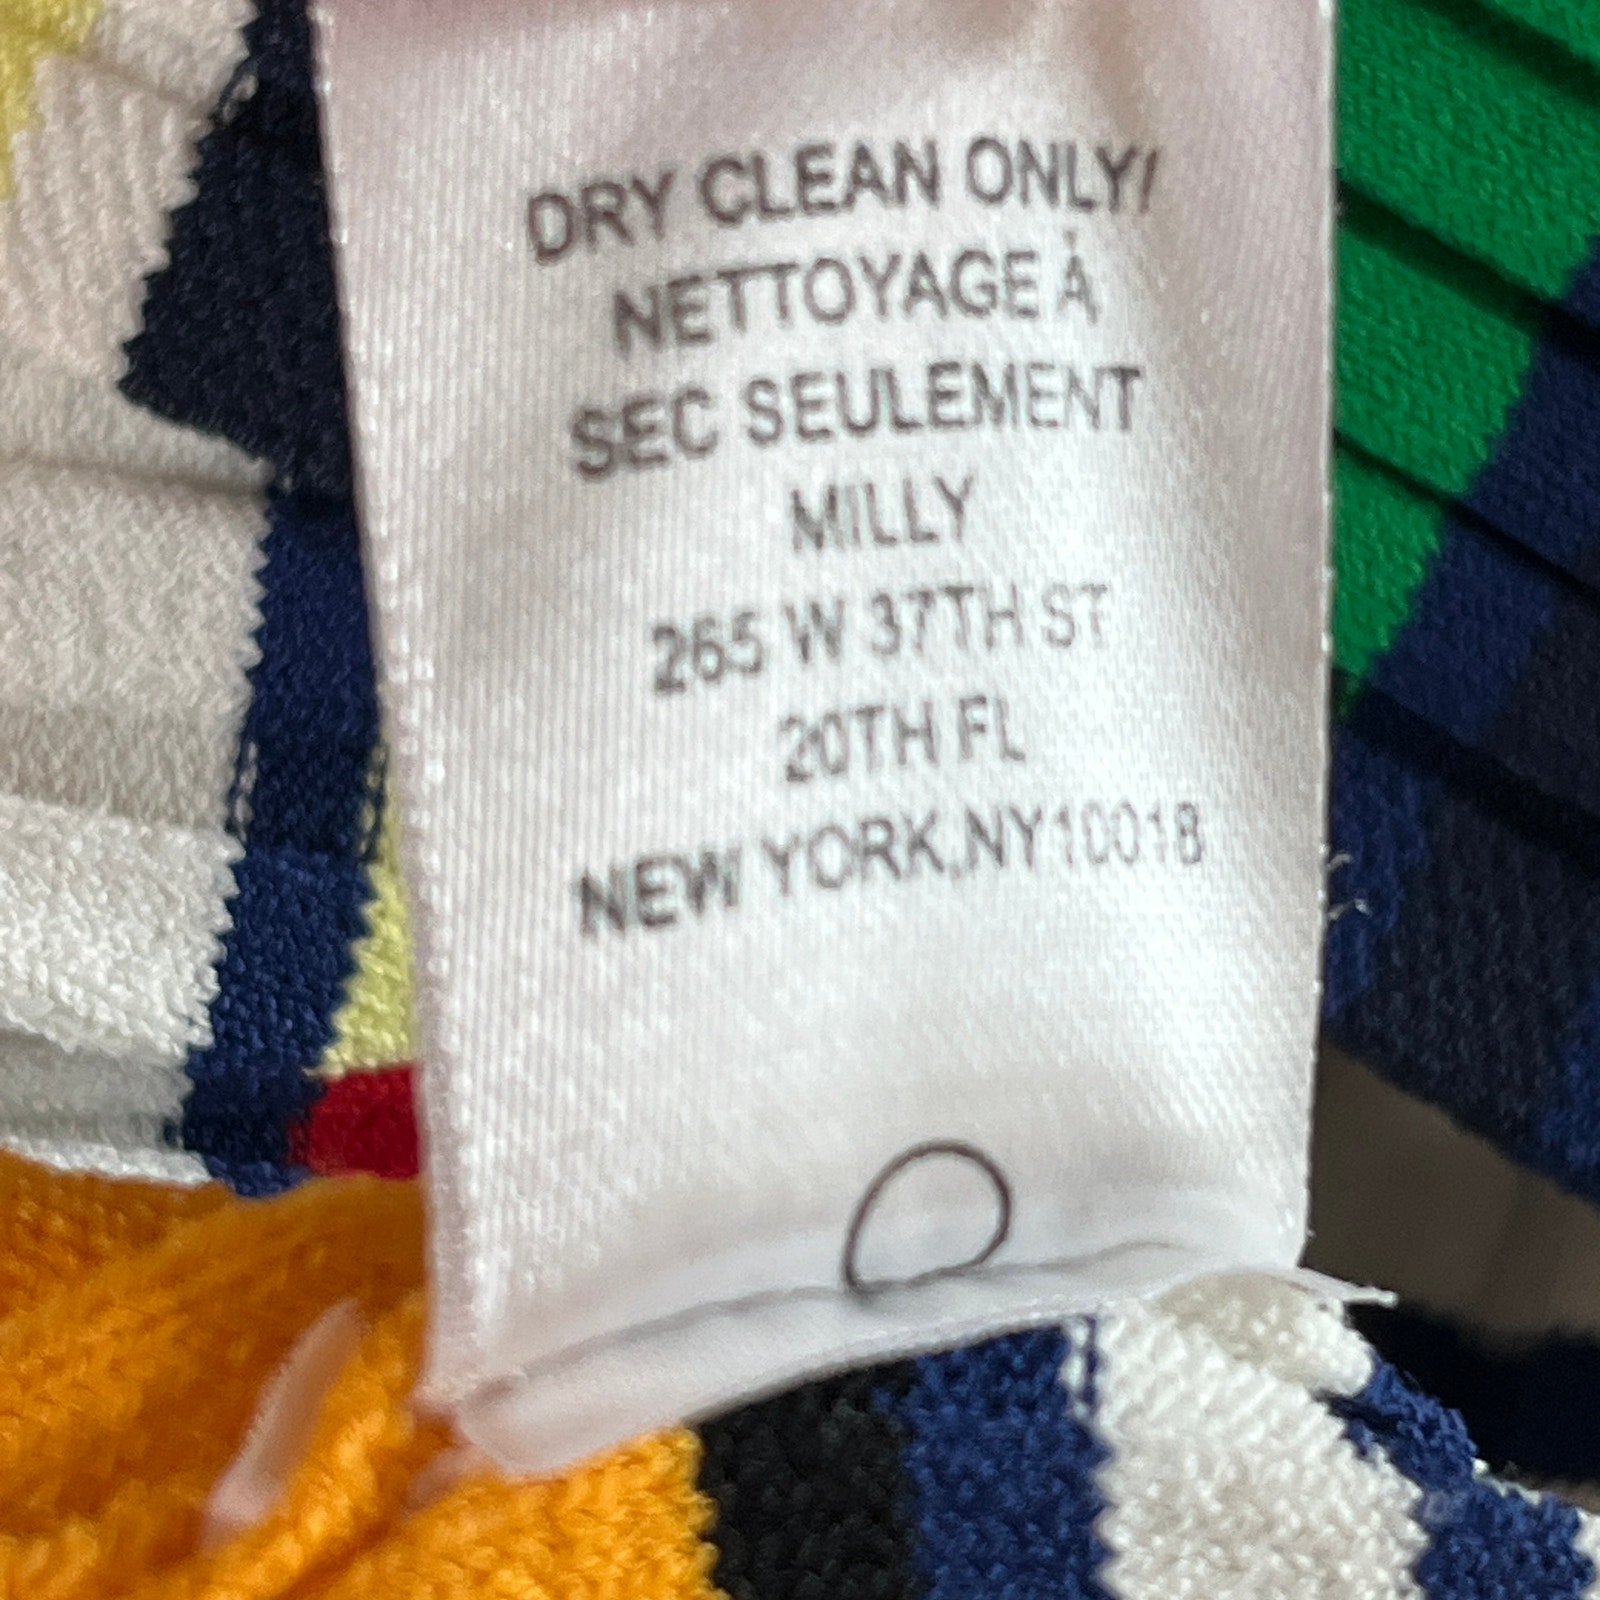 DRY CLEAN ONLY/
NETTOYAGE À
SEC SEULEMENT
MILLY
265 W 37TH ST
20TH FL
NEW YORK,NY10018